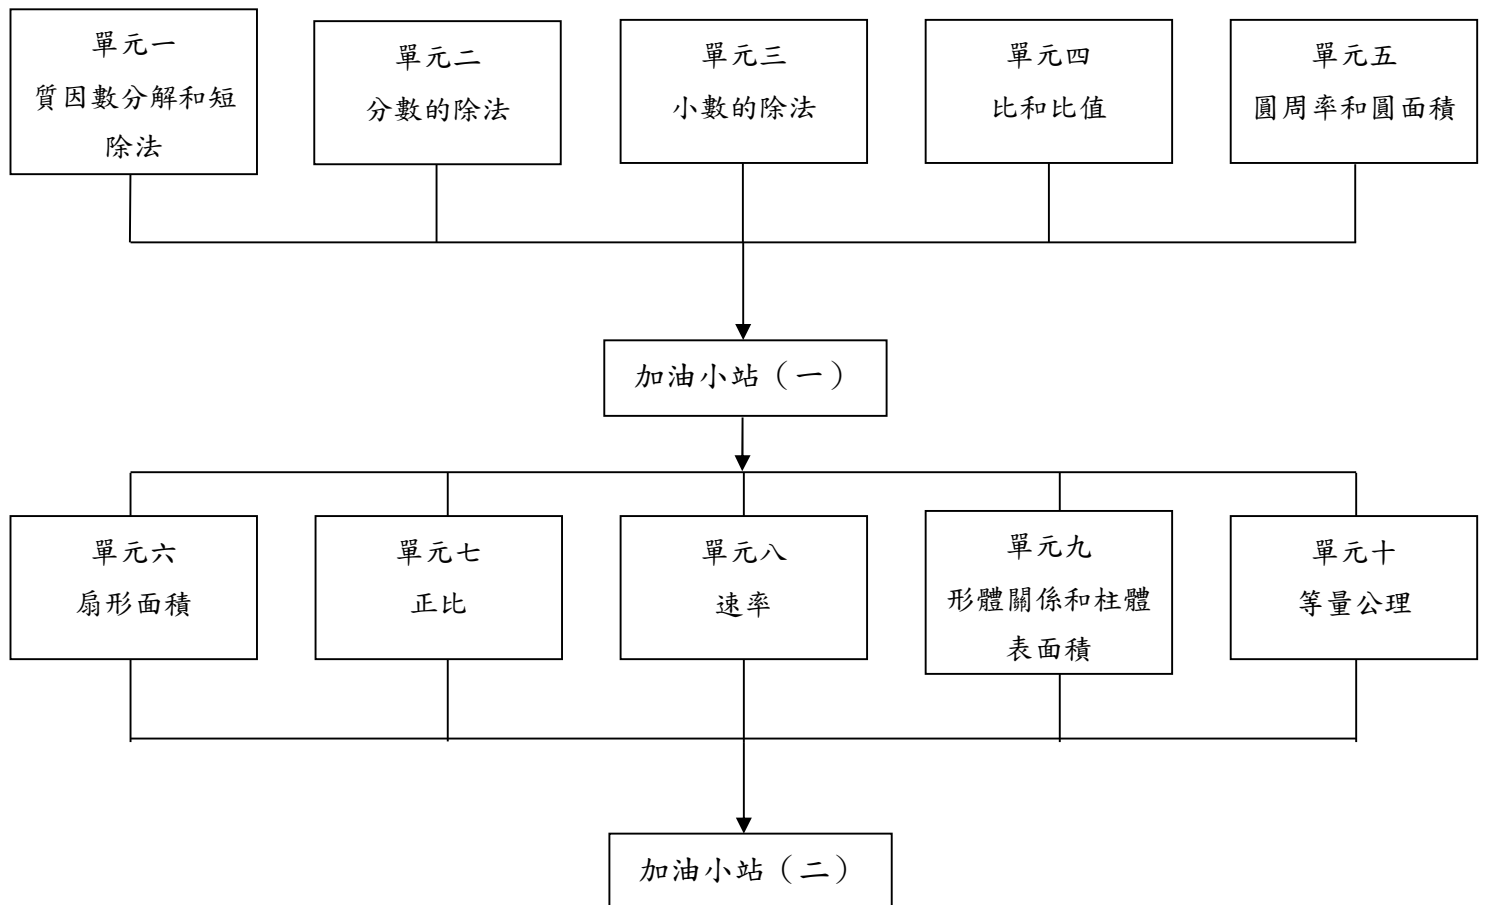 單元一
質因數分解和短
除法
單元二
分數的除法
單元三
小數的除法
單元四
比和比值
單元五
圓周率和圓面積
加油小站（一）
單元六
扇形面積
單元七
正比
單元八
速率
單元九
形體關係和柱體
表面積
單元十
等量公理
加油小站（二）